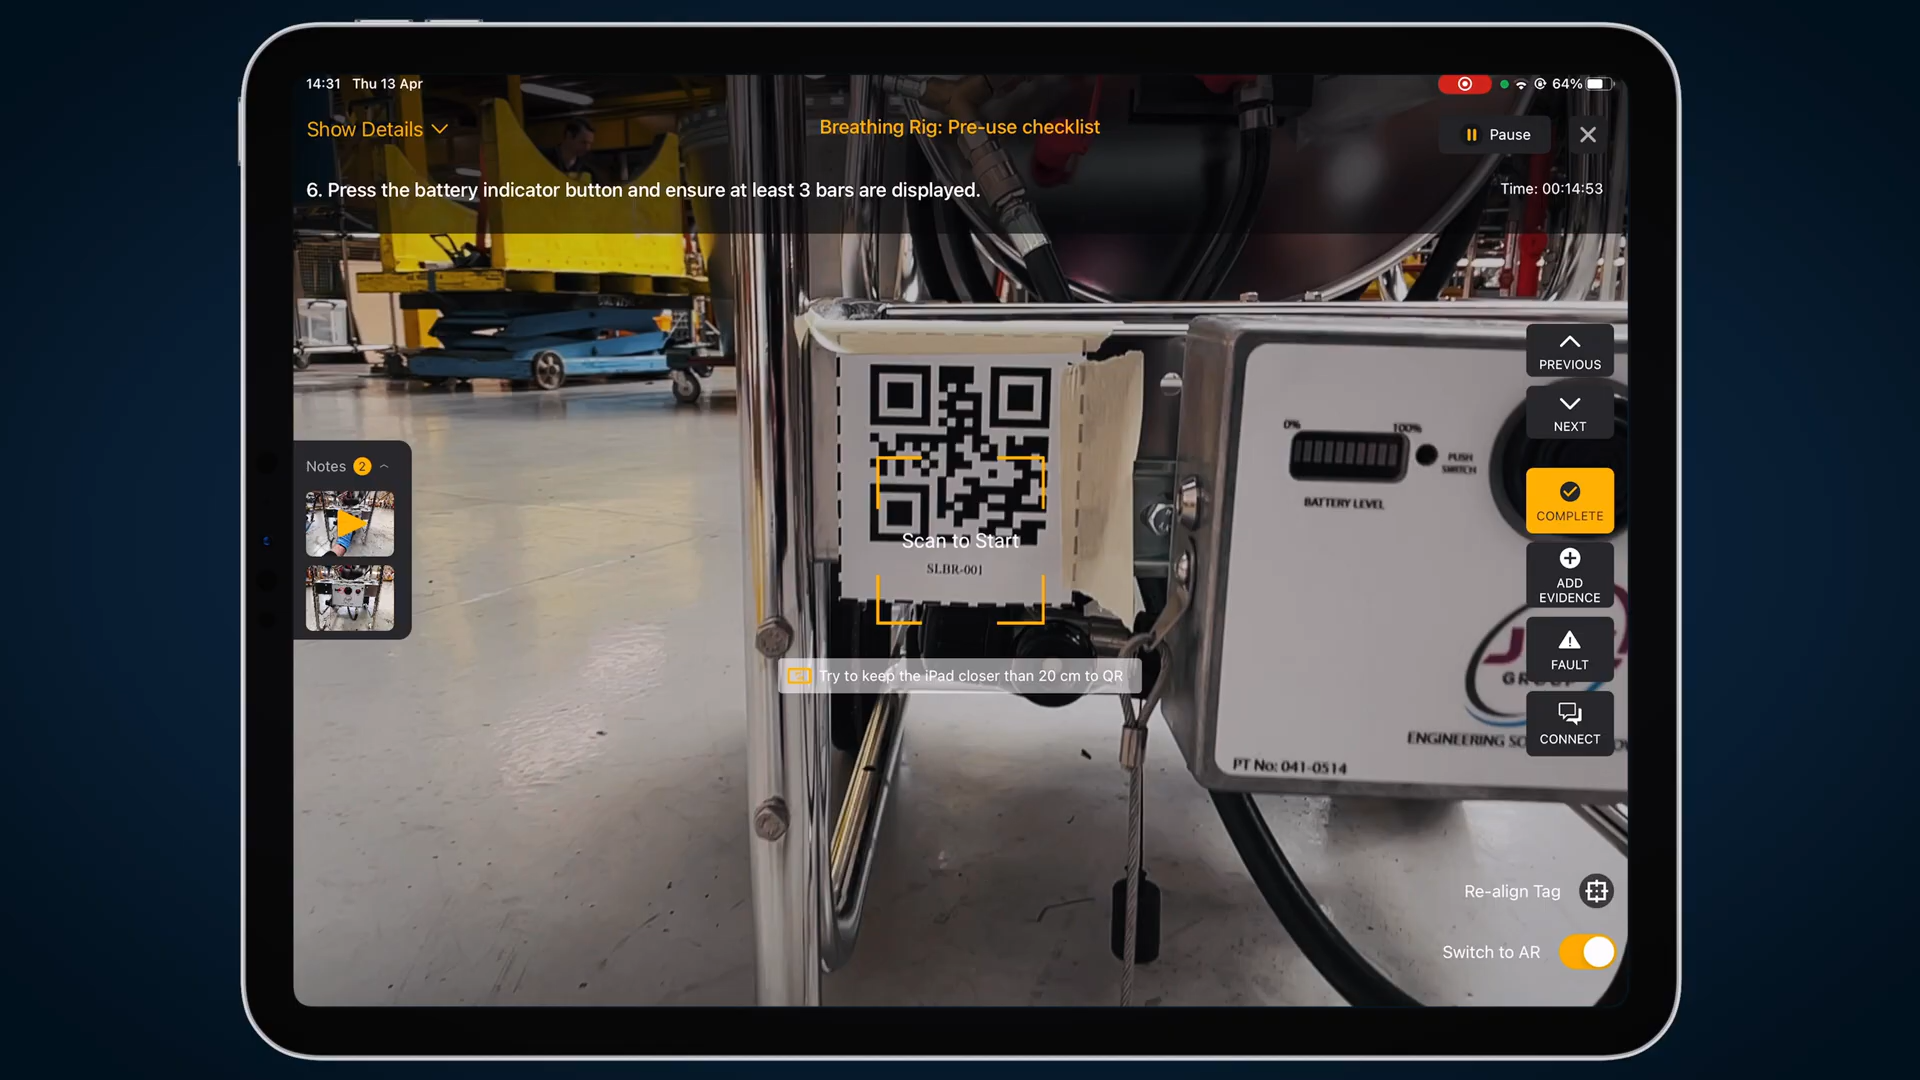 14:31 Thu 13 Apr
64%
Show Details
Breathing Rig: Pre-use checklist
Pause
6. Press the battery indicator button and ensure at least 3 bars are displayed.
Time: 00:14:53
PREVIOUS
NEXT
0% 100%
PUSH
SWITCH
BATTERY LEVEL
Notes 2
COMPLETE
Scan to Start
SLBR-001
ADD
EVIDENCE
FAULT
Try to keep the iPad closer than 20 cm to QR
CONNECT
PT No: 041-0514
Re-align Tag
Switch to AR